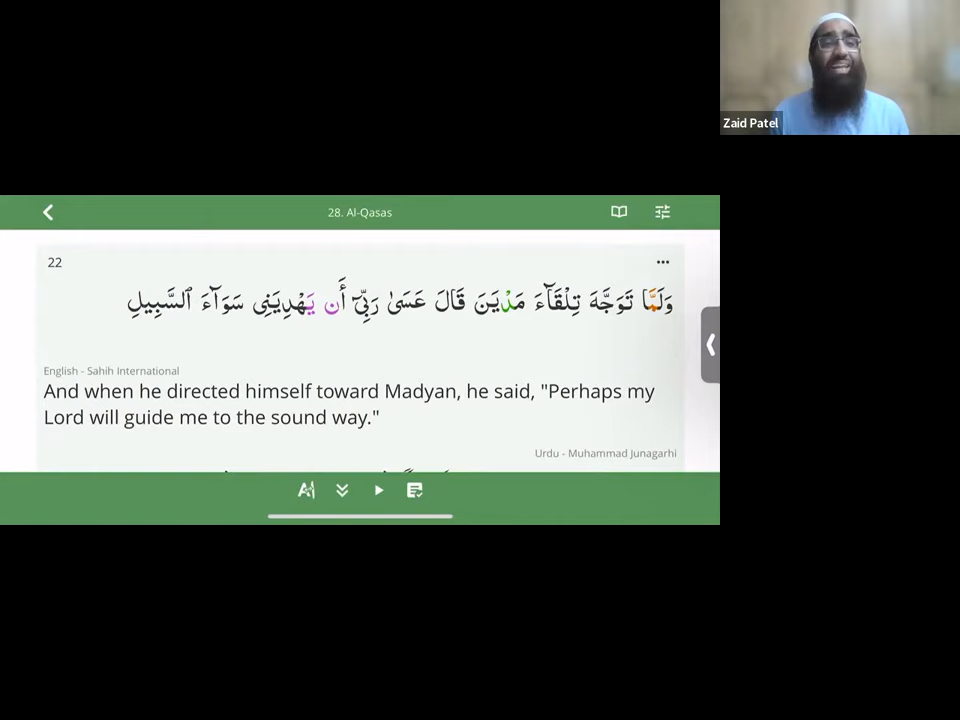 Zaid Patel
28. Al-Qasas
22
وَلَمَّا تَوَجَّهَ تِلْقَآءَ مَدْيَنَ قَالَ عَسَىٰ رَبِّىٓ أَن يَهْدِيَنِى سَوَآءَ ٱلسَّبِيلِ
English - Sahih International
And when he directed himself toward Madyan, he said, "Perhaps my
Lord will guide me to the sound way."
Urdu - Muhammad Junagarhi